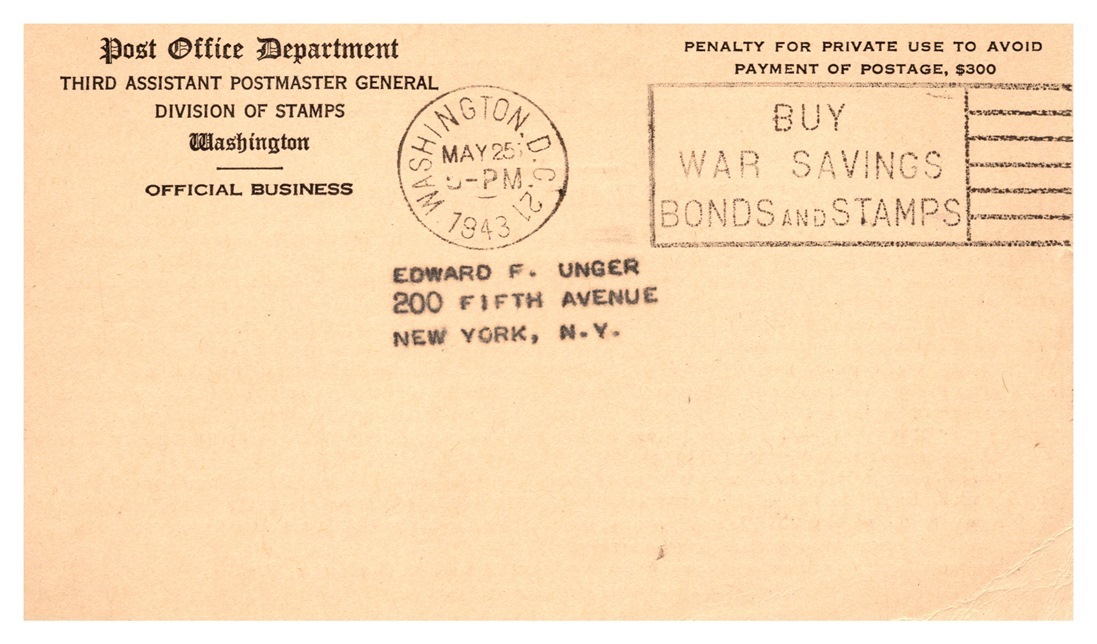 Post Office Department
THIRD ASSISTANT POSTMASTER GENERAL
DIVISION OF STAMPS
Washington
OFFICIAL BUSINESS
PENALTY FOR PRIVATE USE TO AVOID
PAYMENT OF POSTAGE, $300
WASHINGTON, D.C. 21
MAY 25
-PM
1943
BUY
WAR SAVINGS
BONDS AND STAMPS
EDWARD F. UNGER
200 FIFTH AVENUE
NEW YORK, N.Y.